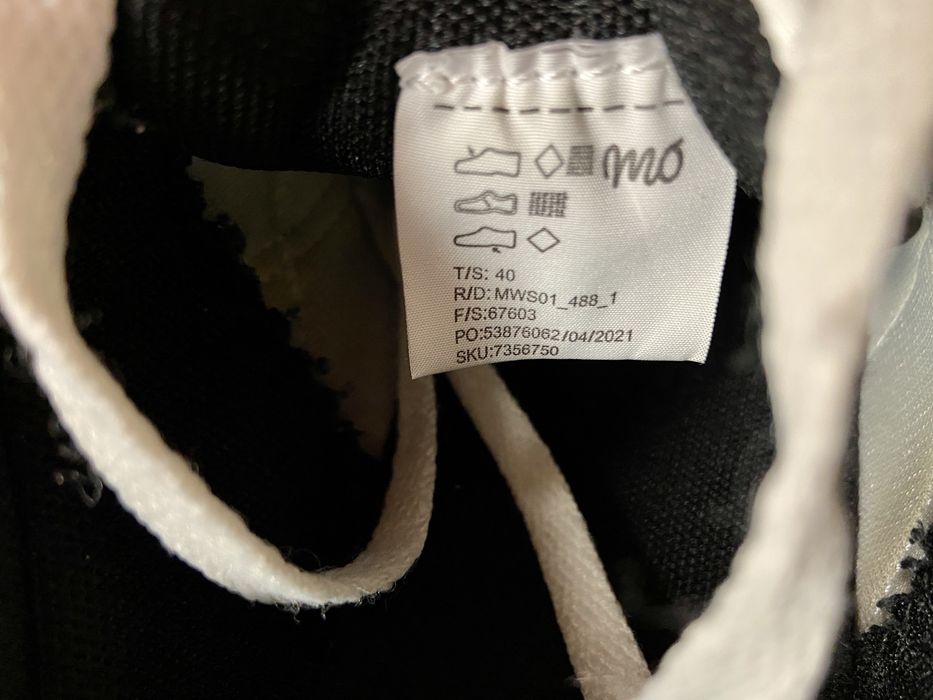 mo
T/S: 40
R/D: MWS01_488_1
F/S:67603
PO:53876062/04/2021
SKU:7356750